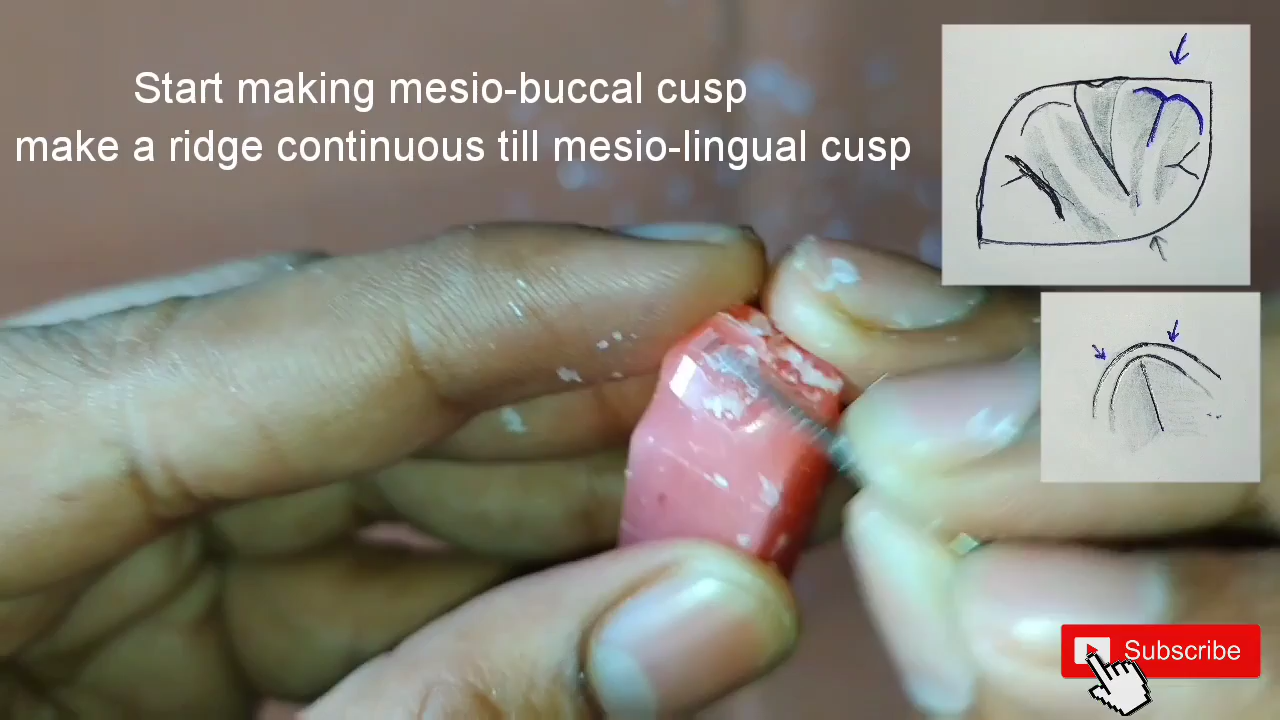 Start making mesio-buccal cusp
make a ridge continuous till mesio-lingual cusp
Subscribe